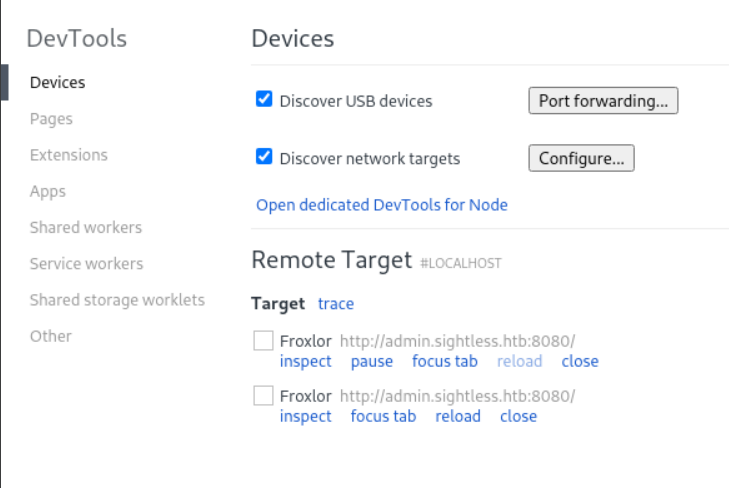 DevTools
Devices
Pages
Extensions
Apps
Shared workers
Service workers
Shared storage worklets
Other
Devices
Discover USB devices Port forwarding...
Discover network targets Configure...
Open dedicated DevTools for Node
Remote Target #LOCALHOST
Target trace
Froxlor http://admin.sightless.htb:8080/
inspect pause focus tab reload close
Froxlor http://admin.sightless.htb:8080/
inspect focus tab reload close